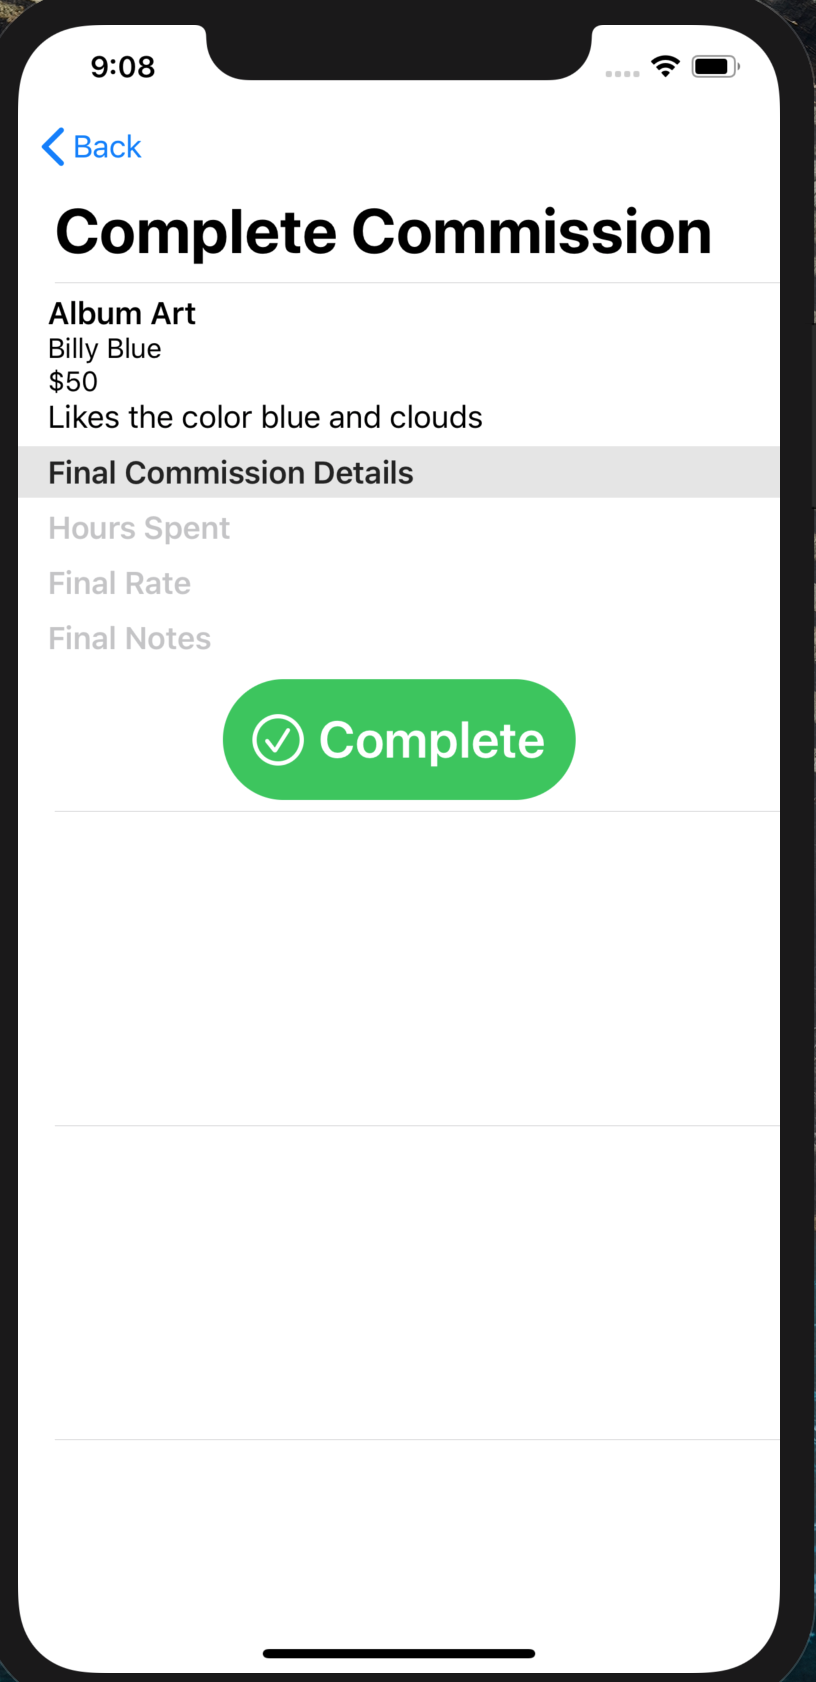 9:08
Back
Complete Commission
Album Art
Billy Blue
$50
Likes the color blue and clouds
Final Commission Details
Hours Spent
Final Rate
Final Notes
Complete